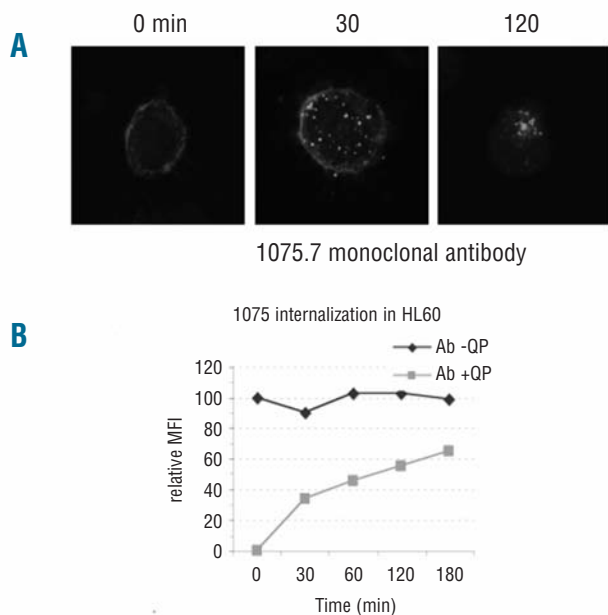 A
0 min 30 120
1075.7 monoclonal antibody
B
1075 internalization in HL60
Ab -QP
Ab +QP
120
100
80
60
40
20
0
relative MFI
0 30 60 120 180
Time (min)